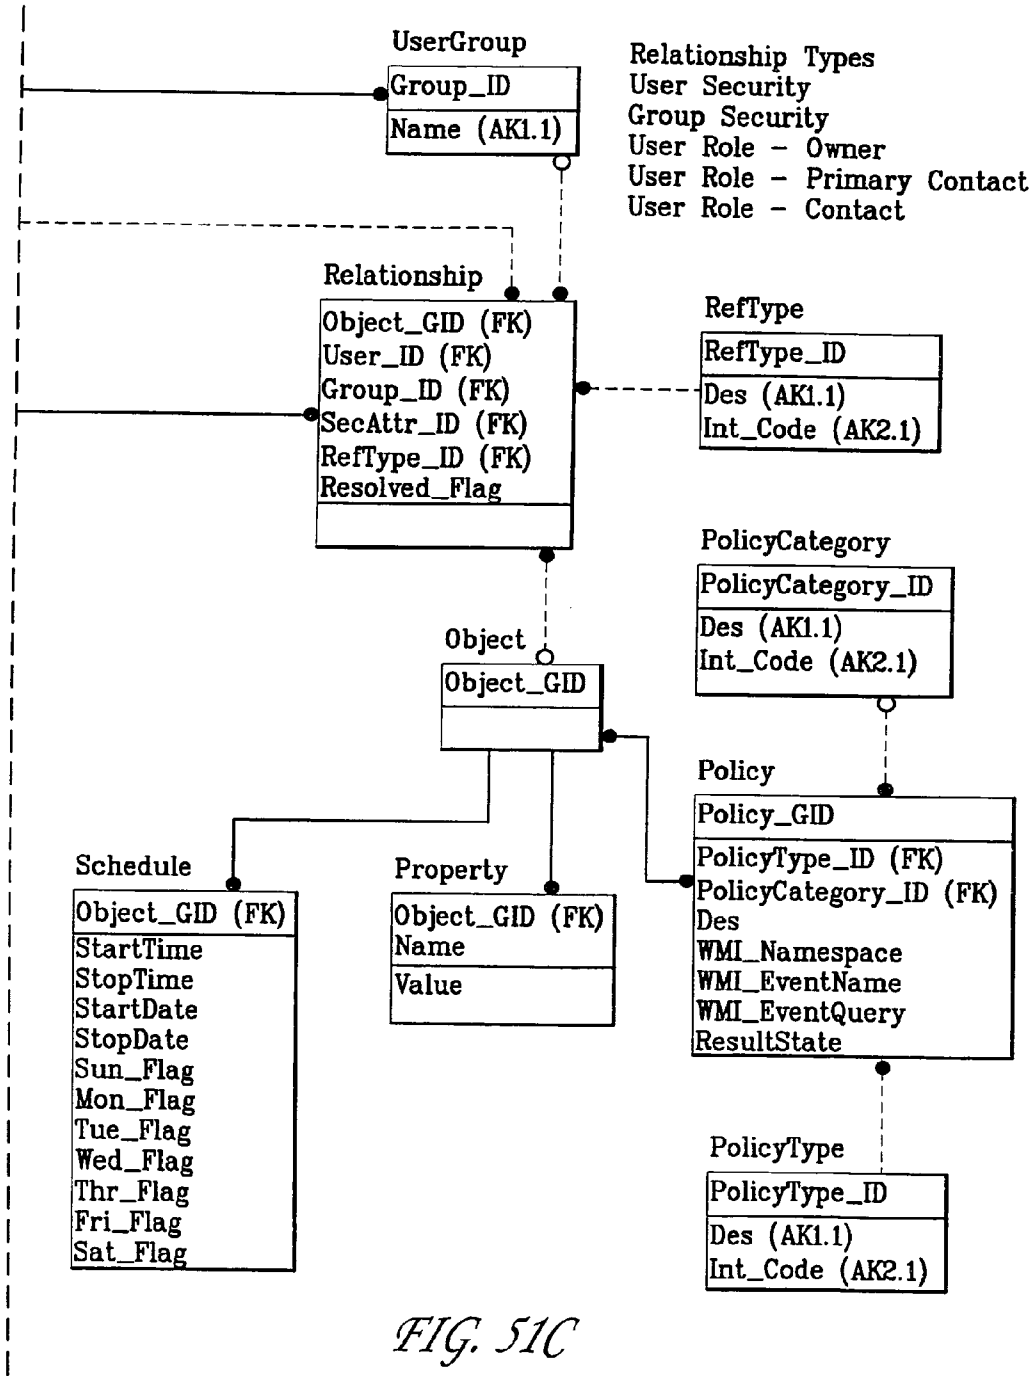 UserGroup
Group_ID
Name (AK1.1)
Relationship Types
User Security
Group Security
User Role - Owner
User Role - Primary Contact
User Role - Contact
Relationship
Object_GID (FK)
User_ID (FK)
Group_ID (FK)
SecAttr_ID (FK)
RefType_ID (FK)
Resolved_Flag
RefType
RefType_ID
Des (AK1.1)
Int_Code (AK2.1)
PolicyCategory
PolicyCategory_ID
Des (AK1.1)
Int_Code (AK2.1)
Object
Object_GID
Policy
Policy_GID
PolicyType_ID (FK)
PolicyCategory_ID (FK)
Des
WMI_Namespace
WMI_EventName
WMI_EventQuery
ResultState
Schedule
Object_GID (FK)
StartTime
StopTime
StartDate
StopDate
Sun_Flag
Mon_Flag
Tue_Flag
Wed_Flag
Thr_Flag
Fri_Flag
Sat_Flag
Property
Object_GID (FK)
Name
Value
PolicyType
PolicyType_ID
Des (AK1.1)
Int_Code (AK2.1)
FIG. 51C